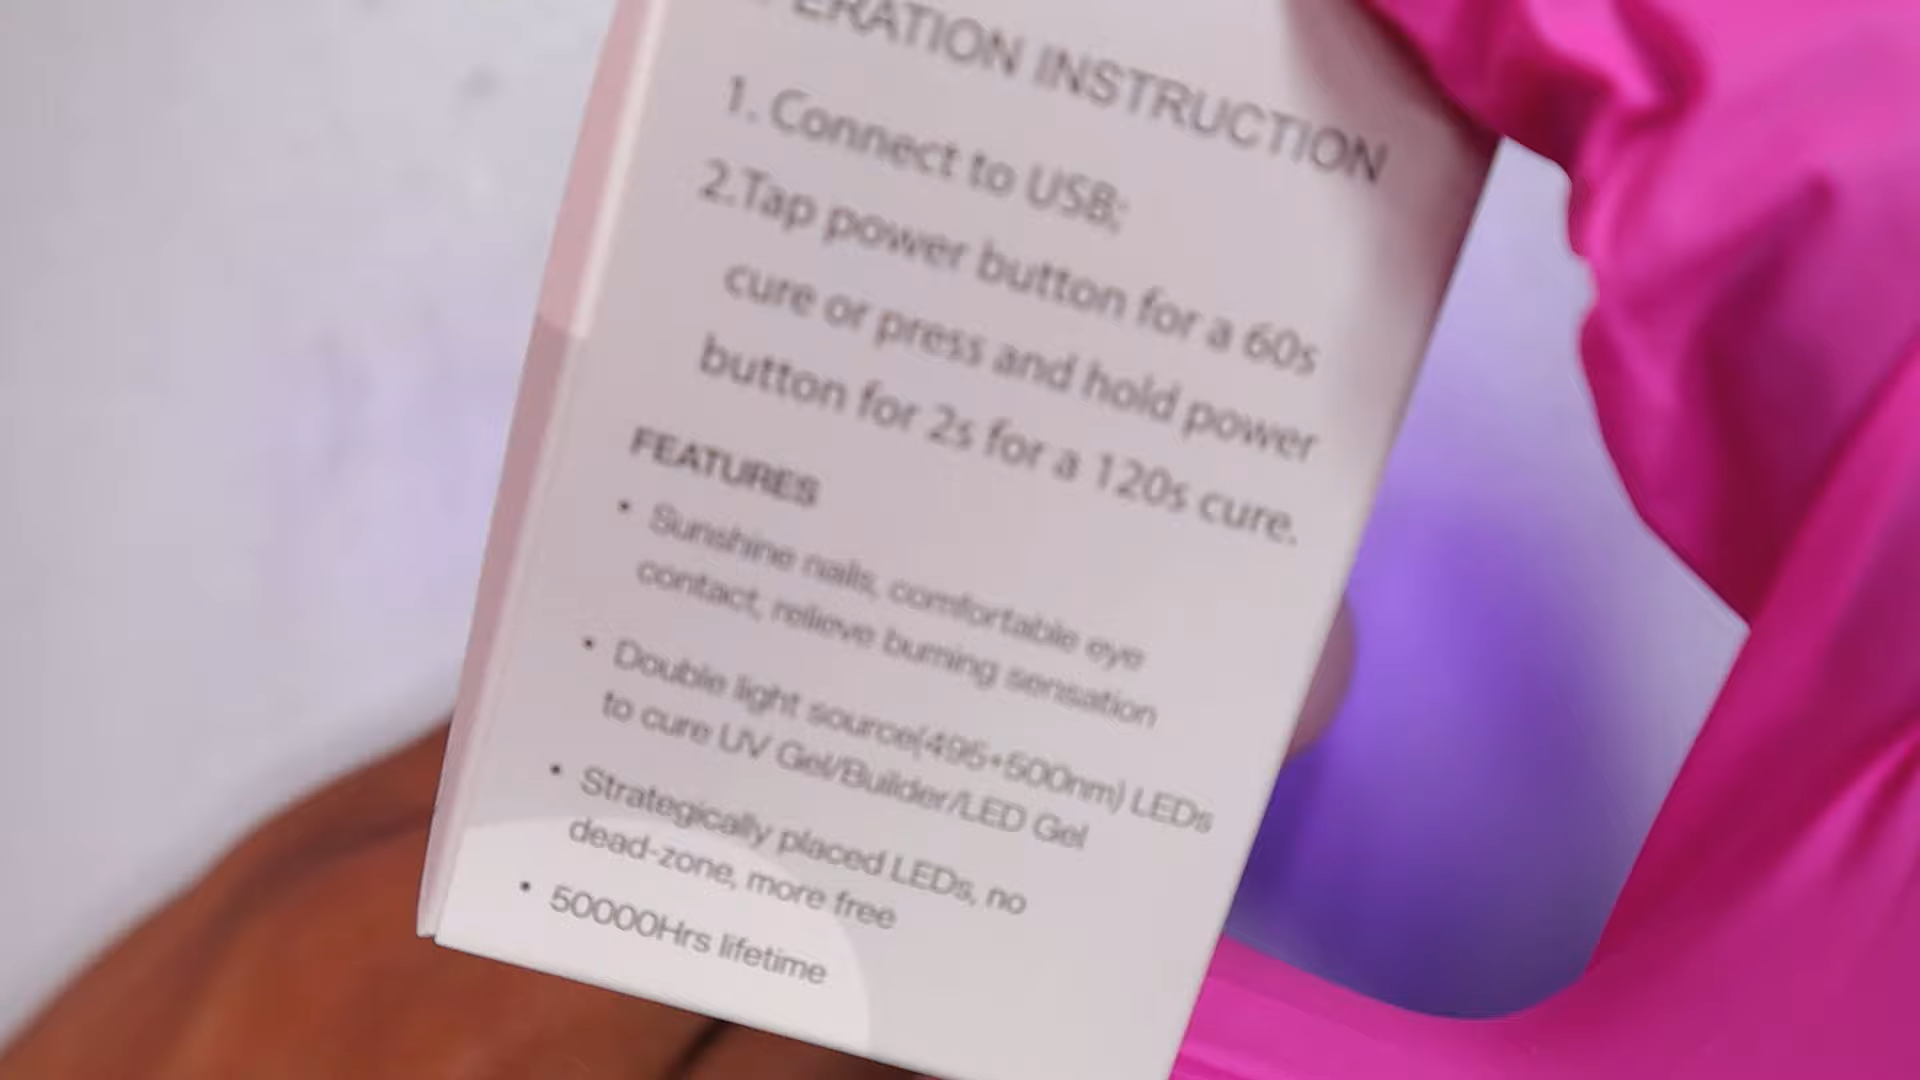 PERATION INSTRUCTION
1. Connect to USB;
2.Tap power button for a 60s
cure or press and hold power
button for 2s for a 120s cure.
FEATURES
• Sunshine nails, comfortable eye
contact, relieve burning sensation
• Double light source(495+500nm) LEDs
to cure UV Gel/Builder/LED Gel
• Strategically placed LEDs, no
dead-zone, more free
• 50000Hrs lifetime